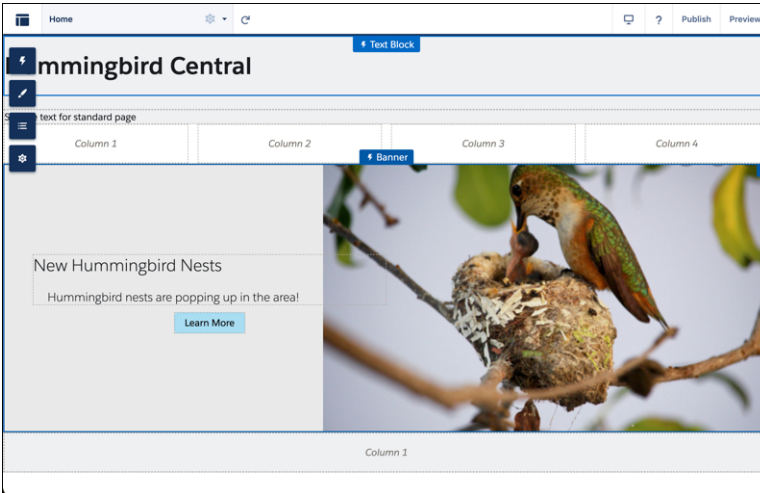 Home
?
Publish
Preview
Text Block
mmingbird Central
text for standard page
Column 1
Column 2
Column 3
Column 4
Banner
New Hummingbird Nests
Hummingbird nests are popping up in the area!
Learn More
Column 1